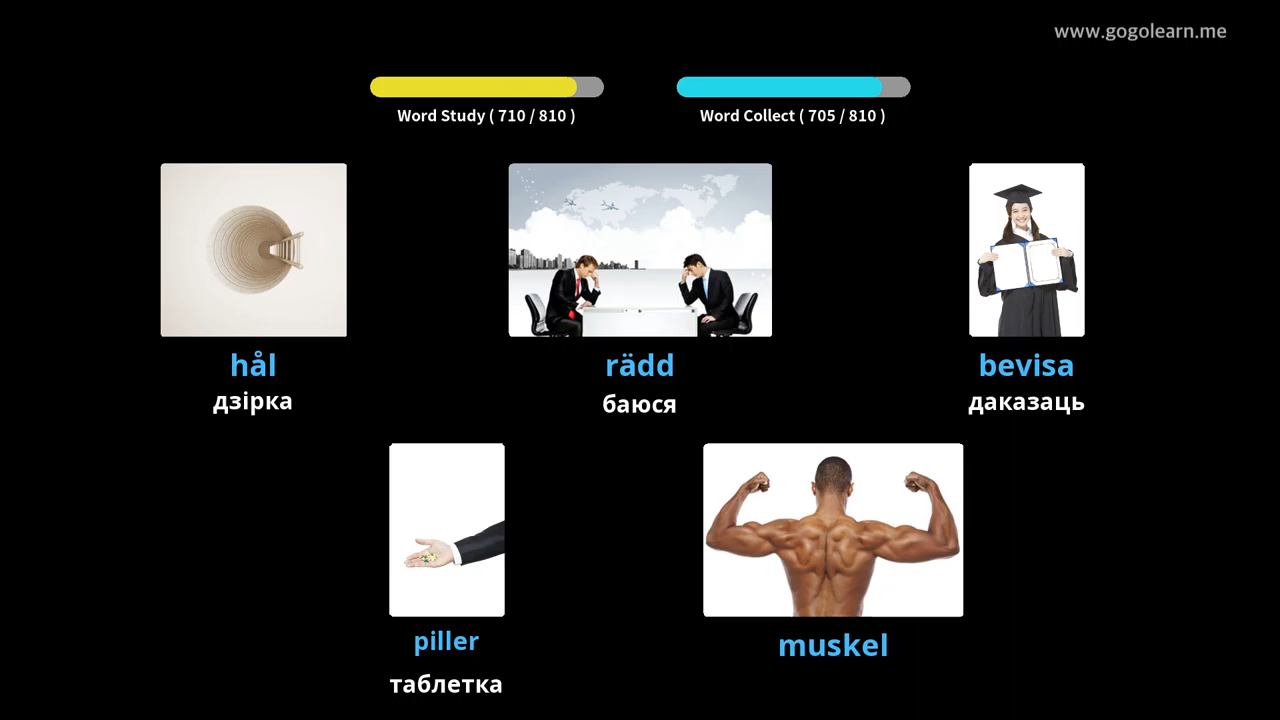 www.gogolearn.me
Word Study ( 710 / 810 )
Word Collect ( 705 / 810 )
hål
rädd
bevisa
дзірка
баюся
даказаць
piller
muskel
таблетка